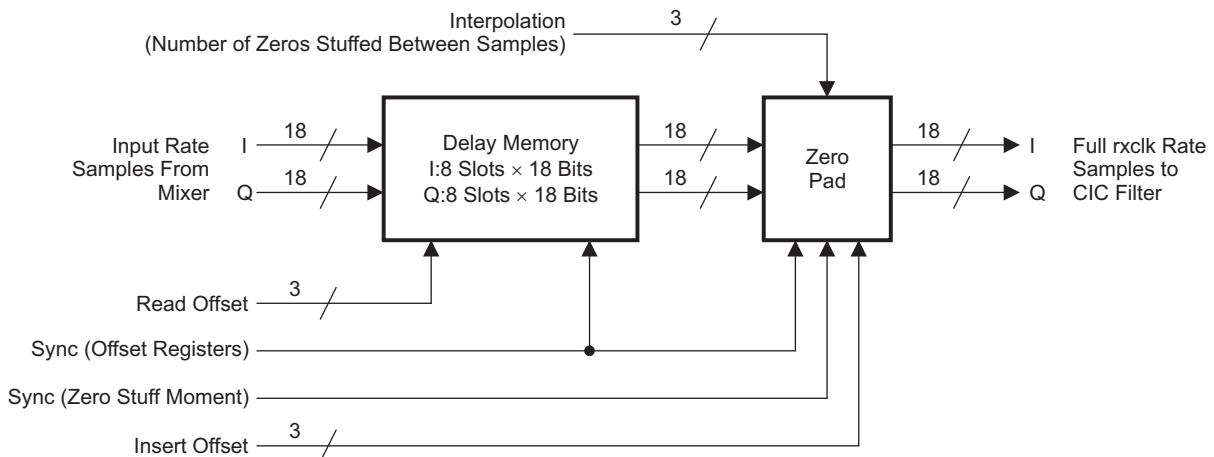 Interpolation
(Number of Zeros Stuffed Between Samples)
3
Input Rate
Samples From
Mixer
I
Q
18
18
Delay Memory
I:8 Slots × 18 Bits
Q:8 Slots × 18 Bits
18
18
Zero
Pad
18
18
I
Q
Full rxclk Rate
Samples to
CIC Filter
Read Offset
3
Sync (Offset Registers)
Sync (Zero Stuff Moment)
Insert Offset
3